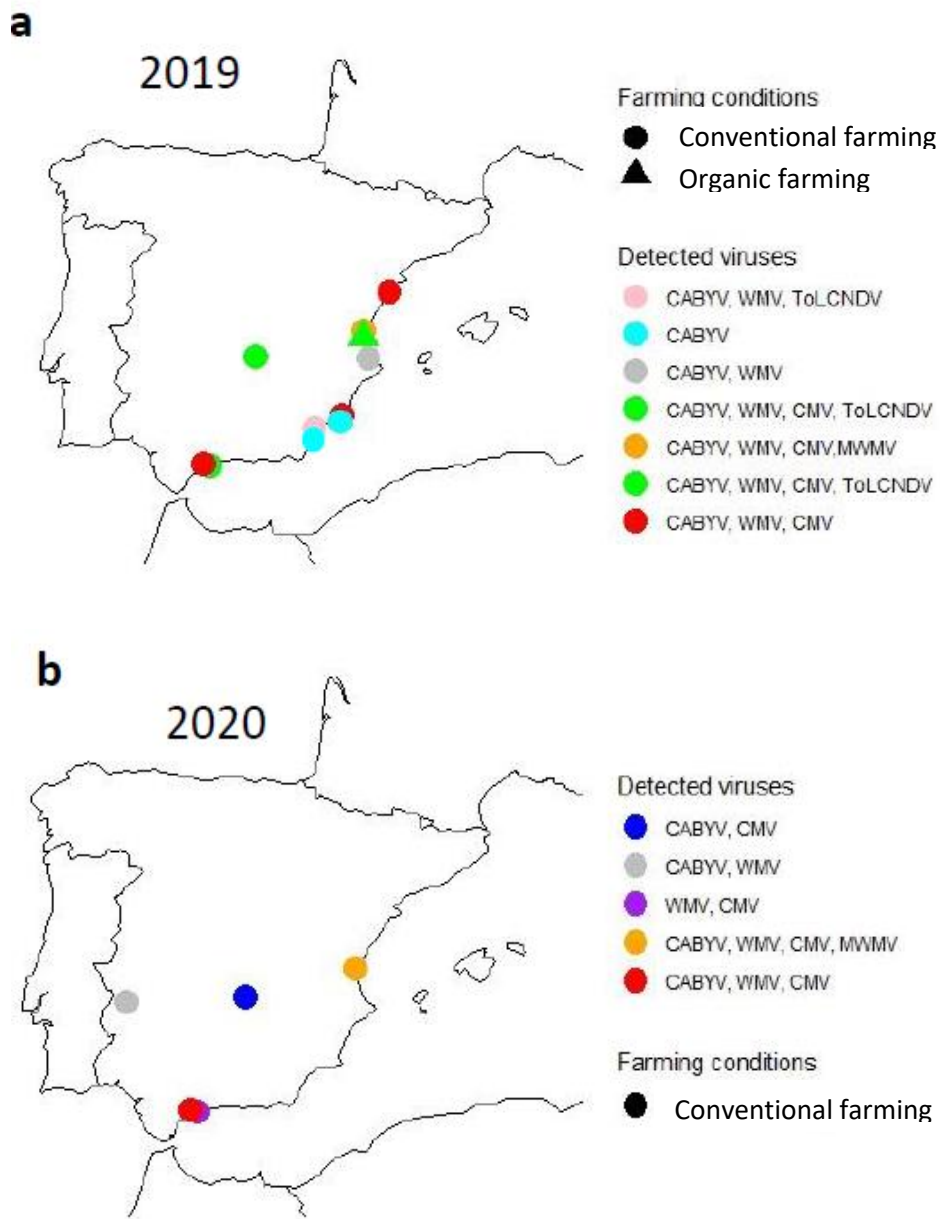 a
2019
Farming conditions
Conventional farming
Organic farming
Detected viruses
CABYV, WMV, ToLCNDV
CABYV
CABYV, WMV
CABYV, WMV, CMV, ToLCNDV
CABYV, WMV, CMV,MWMV
CABYV, WMV, CMV, ToLCNDV
CABYV, WMV, CMV
b
2020
Detected viruses
CABYV, CMV
CABYV, WMV
WMV, CMV
CABYV, WMV, CMV, MWMV
CABYV, WMV, CMV
Farming conditions
Conventional farming